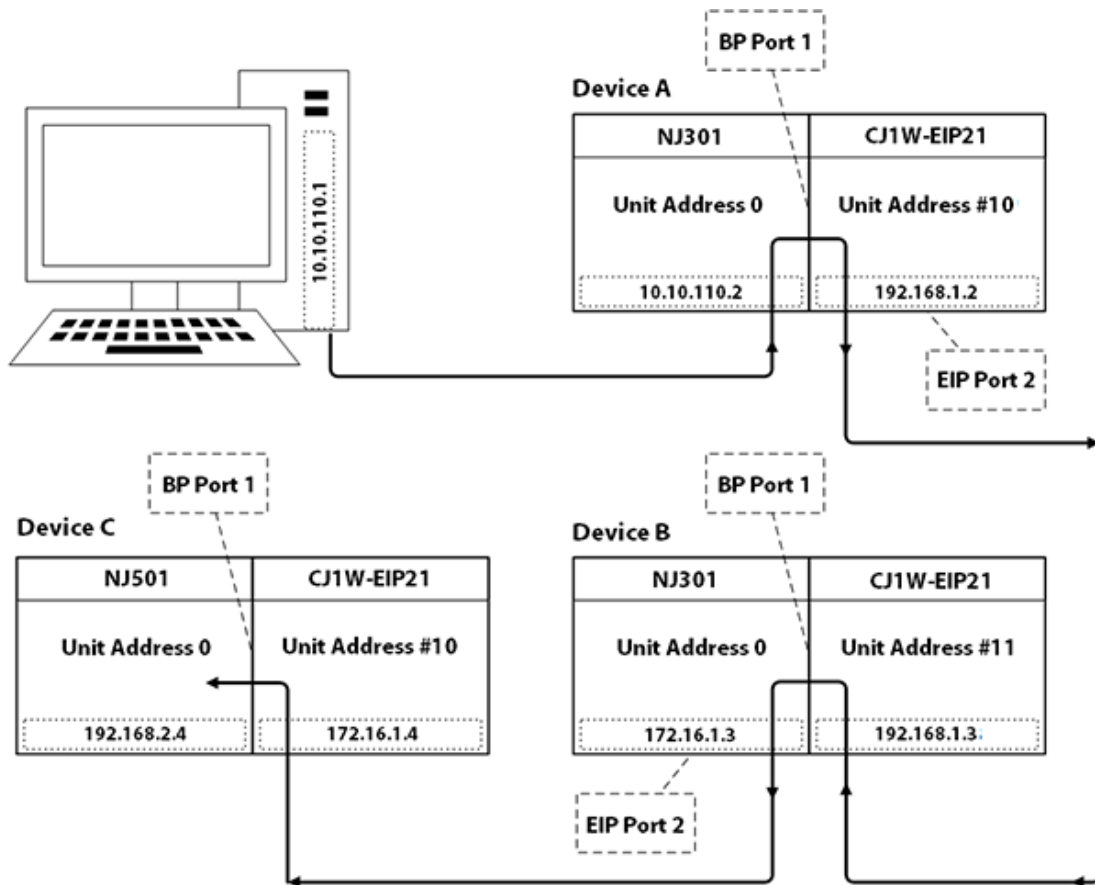 BP Port 1
Device A
NJ301
CJ1W-EIP21
10.10.110.1
Unit Address 0
Unit Address #10
10.10.110.2
192.168.1.2
EIP Port 2
BP Port 1
BP Port 1
Device C
Device B
NJ501
CJ1W-EIP21
NJ301
CJ1W-EIP21
Unit Address 0
Unit Address #10
Unit Address 0
Unit Address #11
192.168.2.4
172.16.1.4
172.16.1.3
192.168.1.3
EIP Port 2